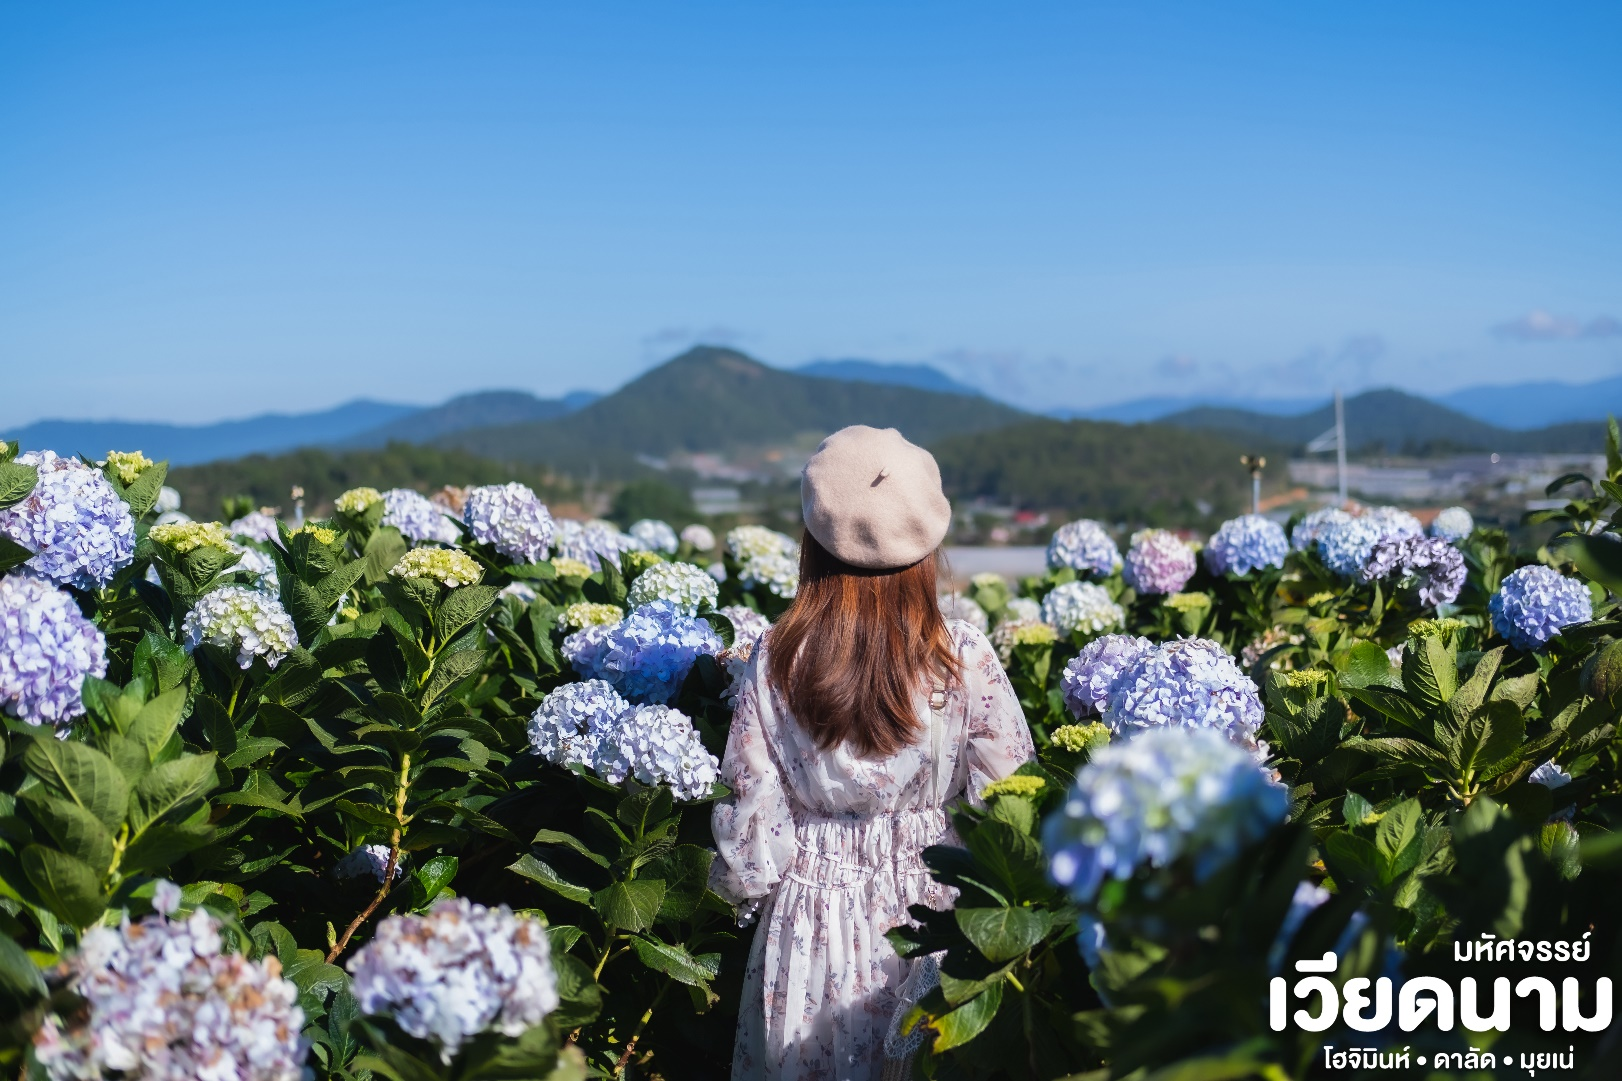 มหัศจรรย์
เวียดนาม
โฮจิมินห์ • ดาลัด • มุยเน่